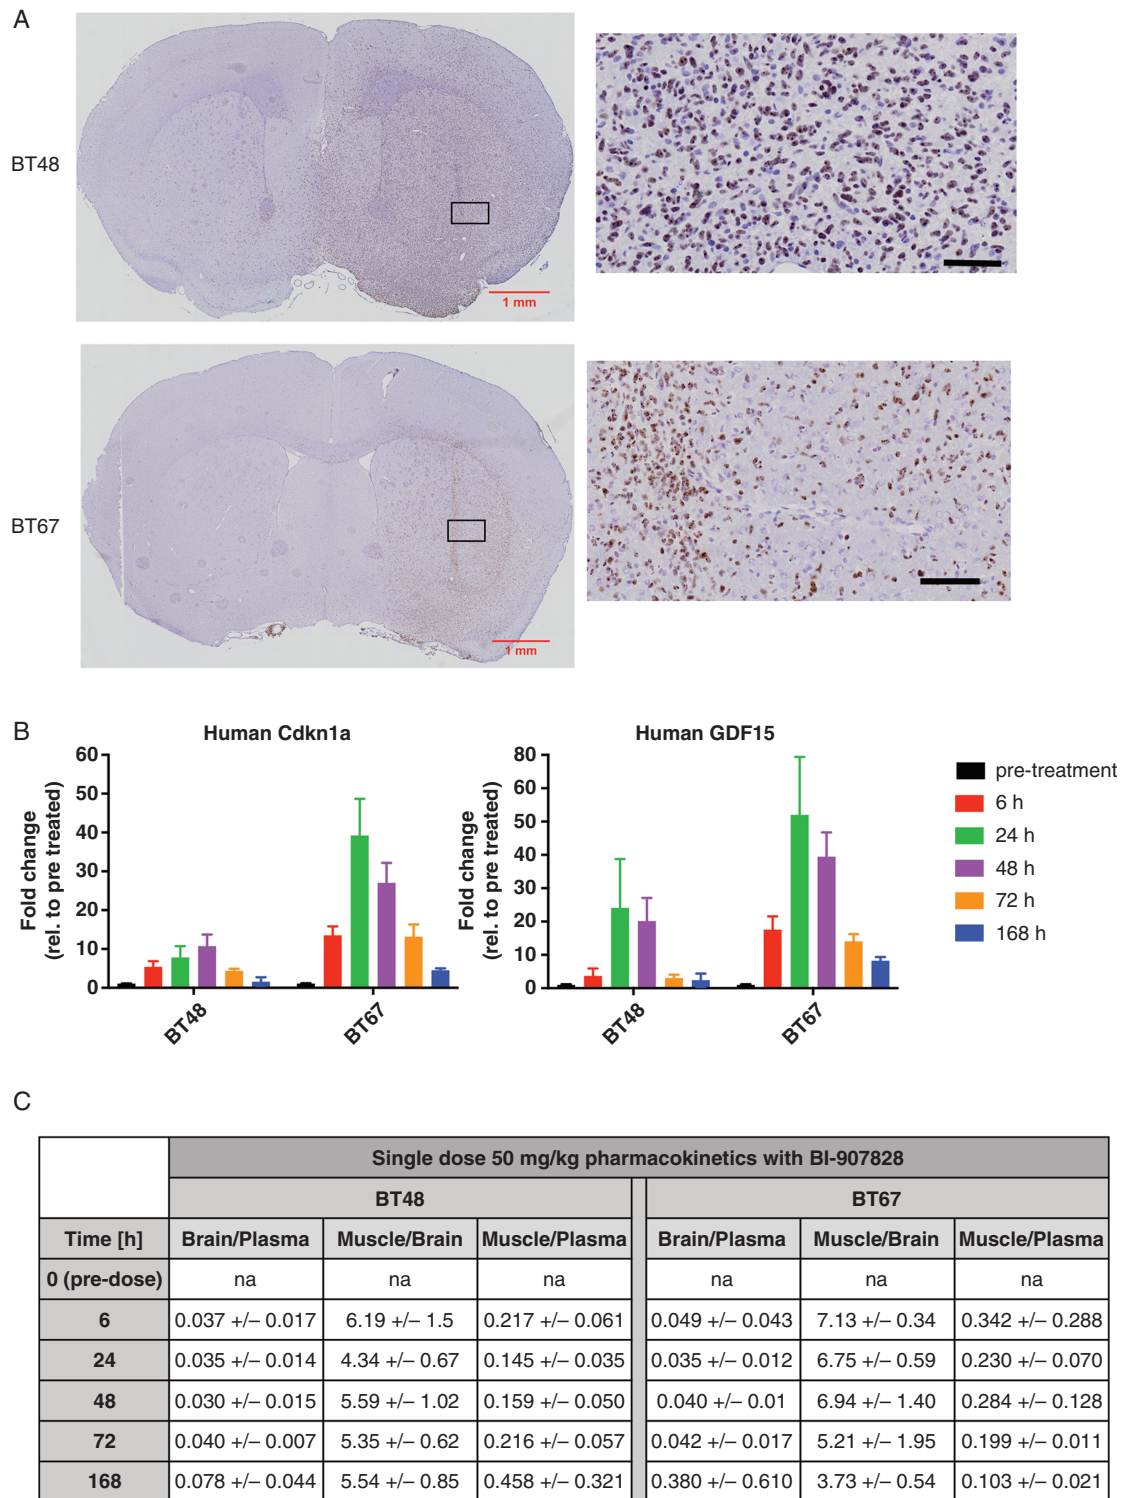 A
BT48
1 mm
BT67
1 mm
B
Human Cdkn1a
Fold change
(rel. to pre treated)
60
50
40
30
20
10
0
BT48
BT67
Human GDF15
Fold change
(rel. to pre treated)
80
60
50
40
30
20
10
0
BT48
BT67
pre-treatment
6 h
24 h
48 h
72 h
168 h
C
Single dose 50 mg/kg pharmacokinetics with BI-907828
BT48 BT67
Time [h] Brain/Plasma Muscle/Brain Muscle/Plasma Brain/Plasma Muscle/Brain Muscle/Plasma
0 (pre-dose) na na na na na na
6 0.037 +/– 0.017 6.19 +/– 1.5 0.217 +/– 0.061 0.049 +/– 0.043 7.13 +/– 0.34 0.342 +/– 0.288
24 0.035 +/– 0.014 4.34 +/– 0.67 0.145 +/– 0.035 0.035 +/– 0.012 6.75 +/– 0.59 0.230 +/– 0.070
48 0.030 +/– 0.015 5.59 +/– 1.02 0.159 +/– 0.050 0.040 +/– 0.01 6.94 +/– 1.40 0.284 +/– 0.128
72 0.040 +/– 0.007 5.35 +/– 0.62 0.216 +/– 0.057 0.042 +/– 0.017 5.21 +/– 1.95 0.199 +/– 0.011
168 0.078 +/– 0.044 5.54 +/– 0.85 0.458 +/– 0.321 0.380 +/– 0.610 3.73 +/– 0.54 0.103 +/– 0.021